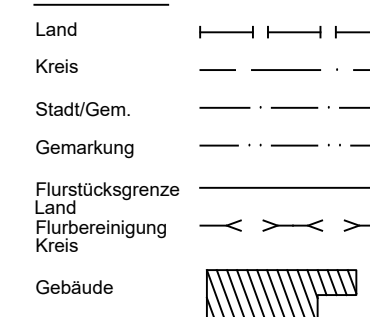 Land
Kreis
Stadt/Gem.
Gemarkung
Flurstücksgrenze
Land
Flurbereinigung
Kreis
Gebäude